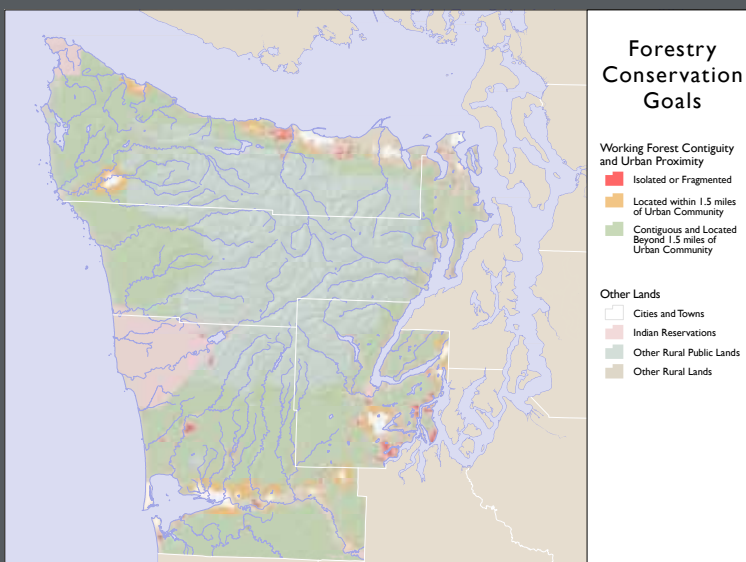 Forestry
Conservation
Goals
Working Forest Contiguity
and Urban Proximity
Isolated or Fragmented
Located within 1.5 miles
of Urban Community
Contiguous and Located
Beyond 1.5 miles of
Urban Community
Other Lands
Cities and Towns
Indian Reservations
Other Rural Public Lands
Other Rural Lands